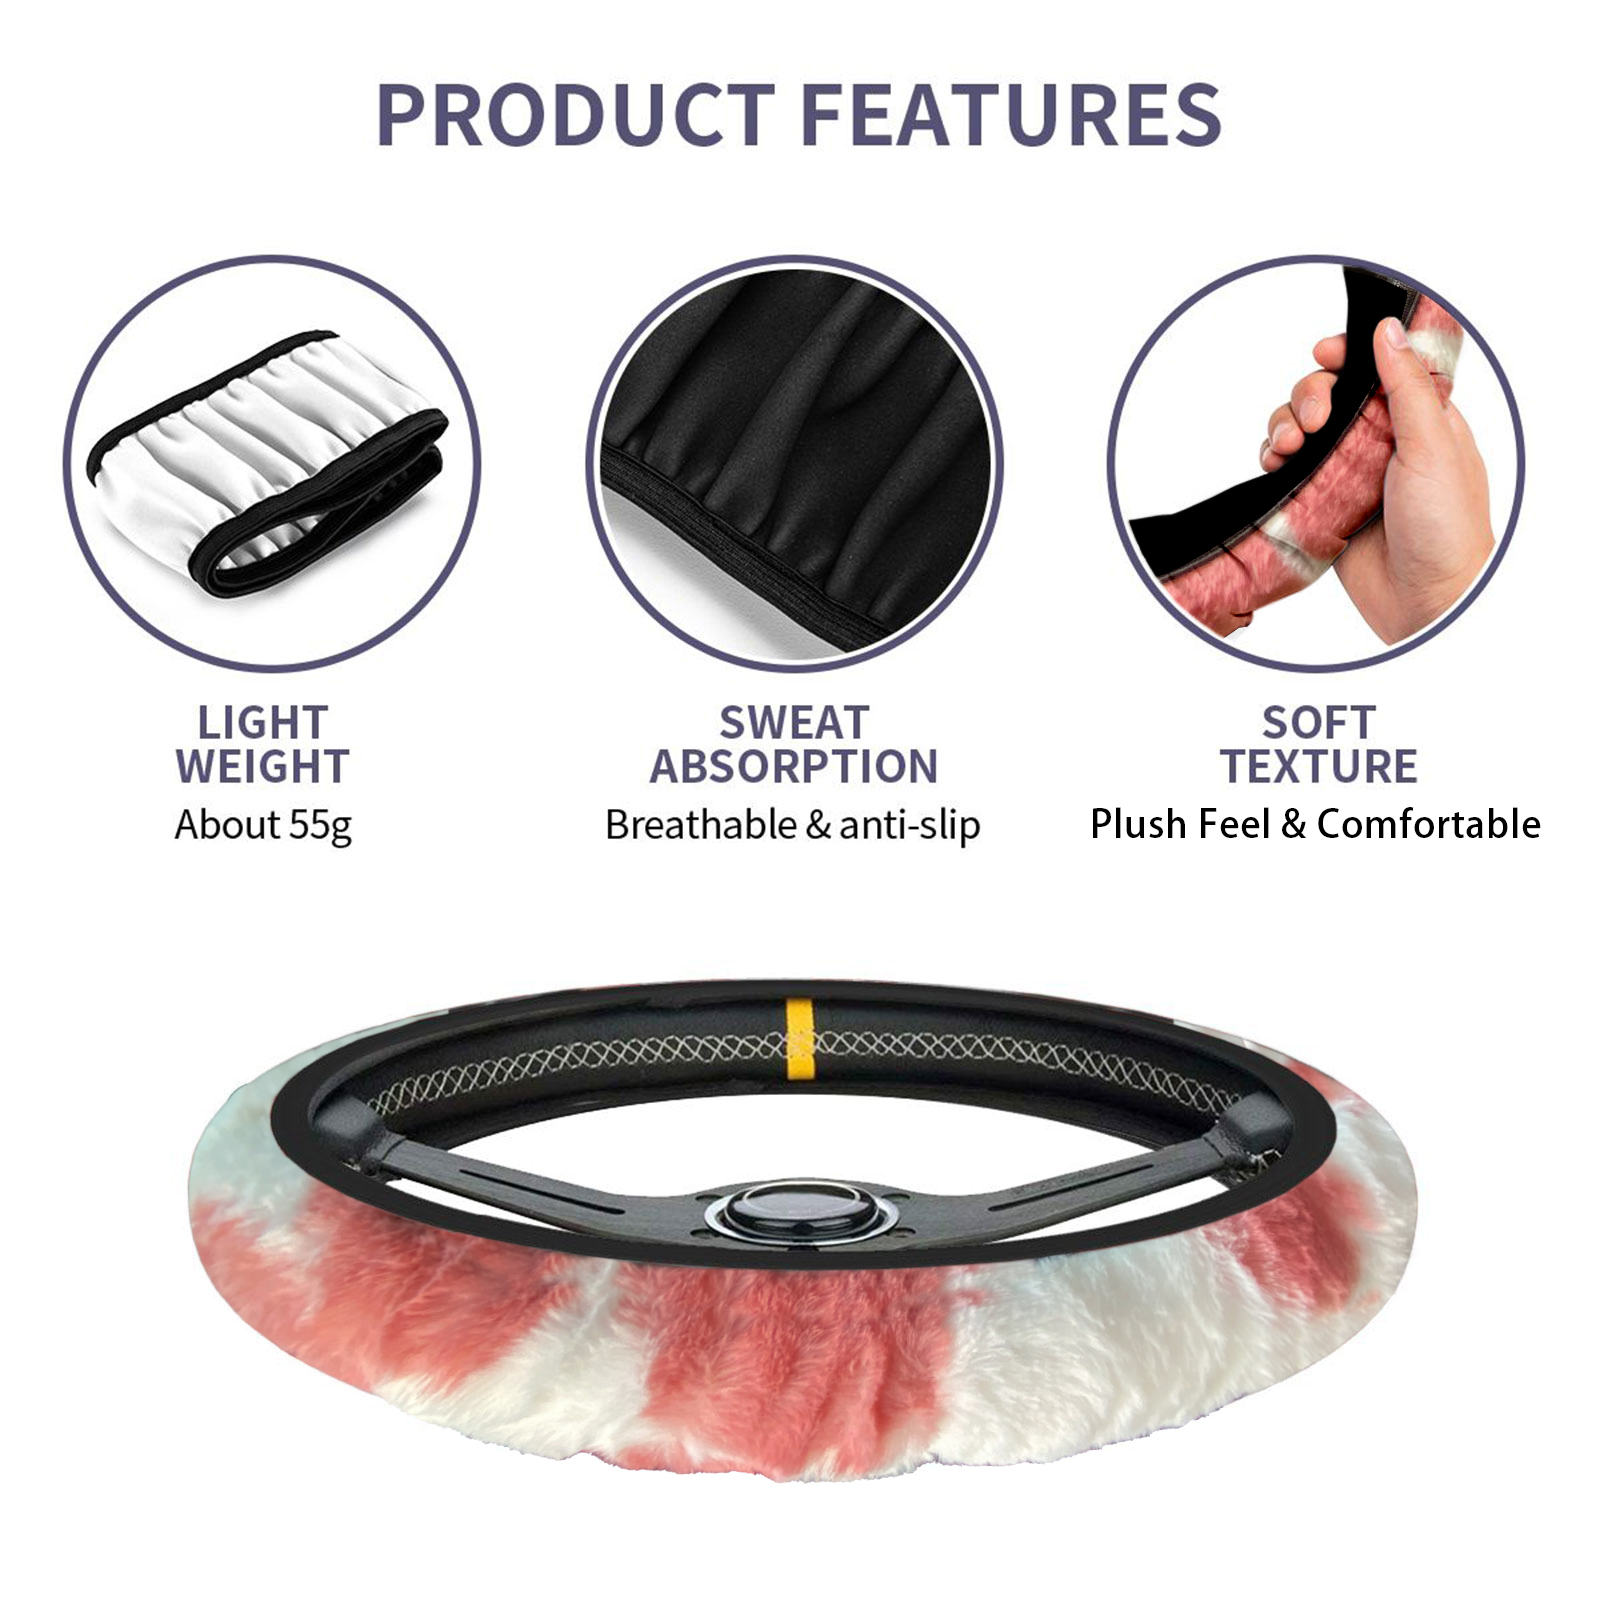 PRODUCT FEATURES
LIGHT
WEIGHT
About 55g
SWEAT
ABSORPTION
Breathable & anti-slip
SOFT
TEXTURE
Plush Feel & Comfortable